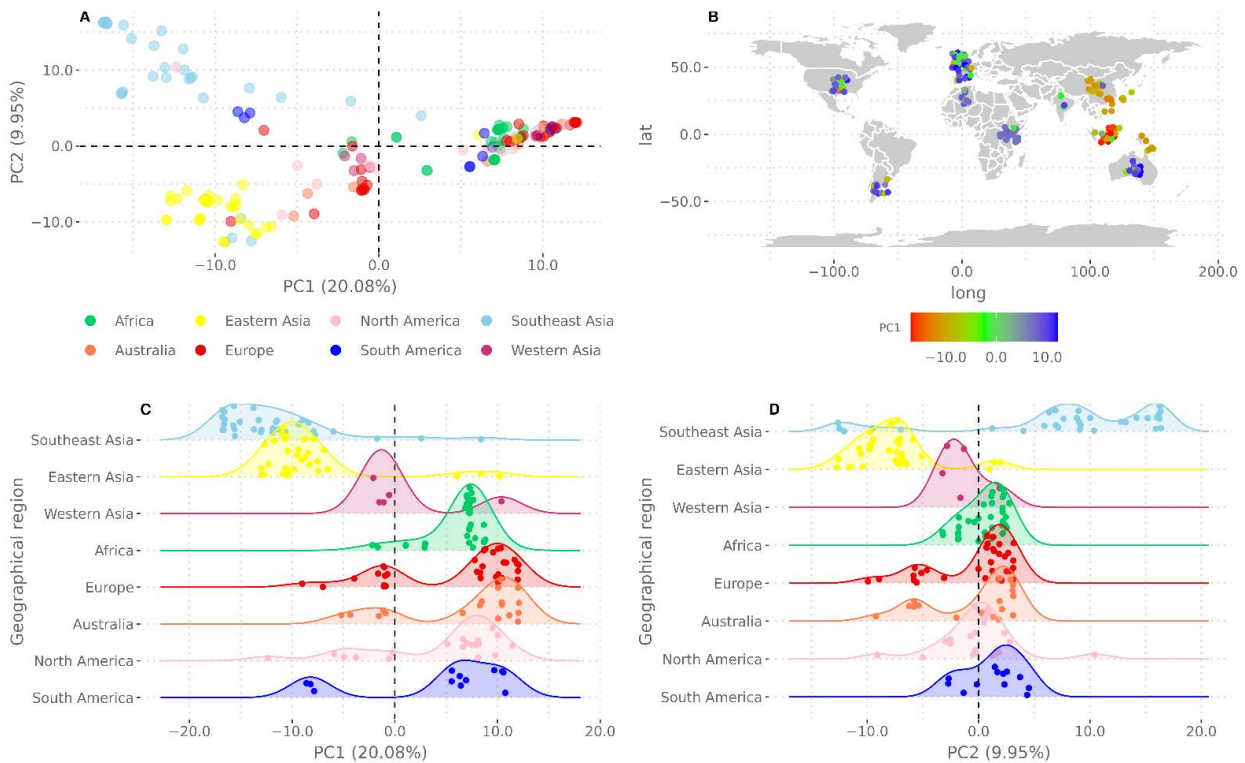 A
PC2 (9.95%)
10.0
0.0
−10.0
−10.0 0.0 10.0
PC1 (20.08%)
Africa Eastern Asia North America Southeast Asia
Australia Europe South America Western Asia
B
lat
50.0
0.0
−50.0
−100.0 0.0 100.0 200.0
long
PC1
−10.0 0.0 10.0
C
Geographical region
Southeast Asia
Eastern Asia
Western Asia
Africa
Europe
Australia
North America
South America
−20.0 −10.0 0.0 10.0 20.0
PC1 (20.08%)
D
Geographical region
Southeast Asia
Eastern Asia
Western Asia
Africa
Europe
Australia
North America
South America
−10.0 0.0 10.0 20.0
PC2 (9.95%)